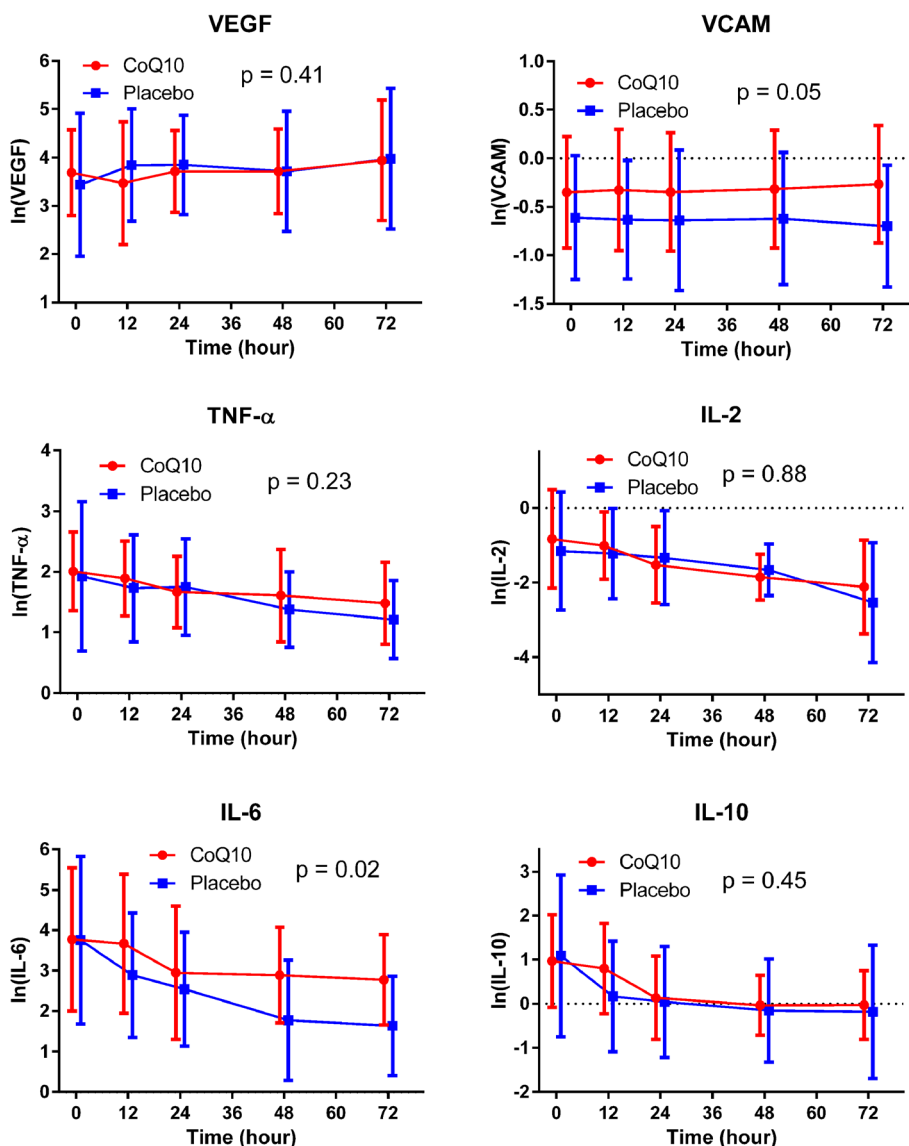 VEGF
6
5
4
3
2
1
ln(VEGF)
CoQ10
Placebo
p = 0.41
0 12 24 36 48 60 72
Time (hour)
VCAM
1.0
0.5
0.0
-0.5
-1.0
-1.5
ln(VCAM)
CoQ10
Placebo
p = 0.05
0 12 24 36 48 60 72
Time (hour)
TNF-α
4
3
2
1
0
ln(TNF-α)
CoQ10
Placebo
p = 0.23
0 12 24 36 48 60 72
Time (hour)
IL-2
0
-2
-4
ln(IL-2)
CoQ10
Placebo
p = 0.88
0 12 24 36 48 60 72
Time (hour)
IL-6
6
5
4
3
2
1
0
ln(IL-6)
CoQ10
Placebo
p = 0.02
0 12 24 36 48 60 72
Time (hour)
IL-10
3
2
1
0
-1
-2
ln(IL-10)
CoQ10
Placebo
p = 0.45
0 12 24 36 48 60 72
Time (hour)